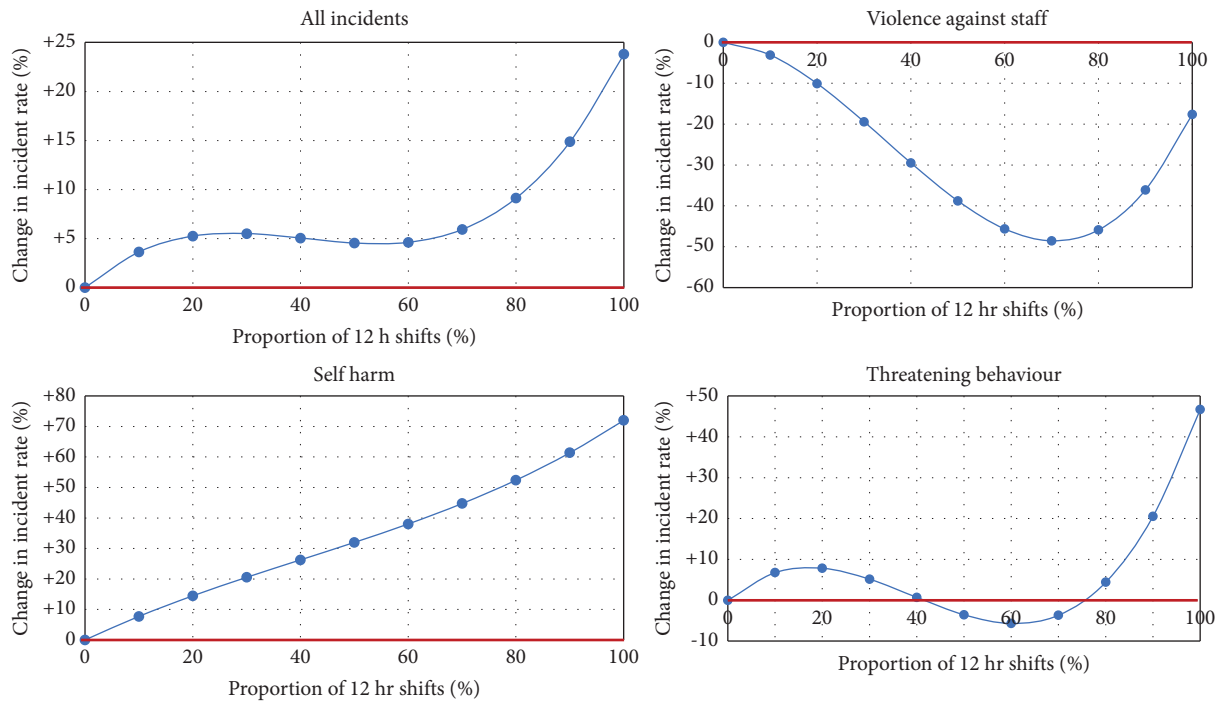 All incidents
Change in incident rate (%)
+25
+20
+15
+10
+5
0
0 20 40 60 80 100
Proportion of 12 h shifts (%)
Violence against staff
Change in incident rate (%)
0
-10
-20
-30
-40
-50
-60
0 20 40 60 80 100
Proportion of 12 hr shifts (%)
Self harm
Change in incident rate (%)
+80
+70
+60
+50
+40
+30
+20
+10
0
0 20 40 60 80 100
Proportion of 12 hr shifts (%)
Threatening behaviour
Change in incident rate (%)
+50
+40
+30
+20
+10
0
-10
0 20 40 60 80 100
Proportion of 12 hr shifts (%)